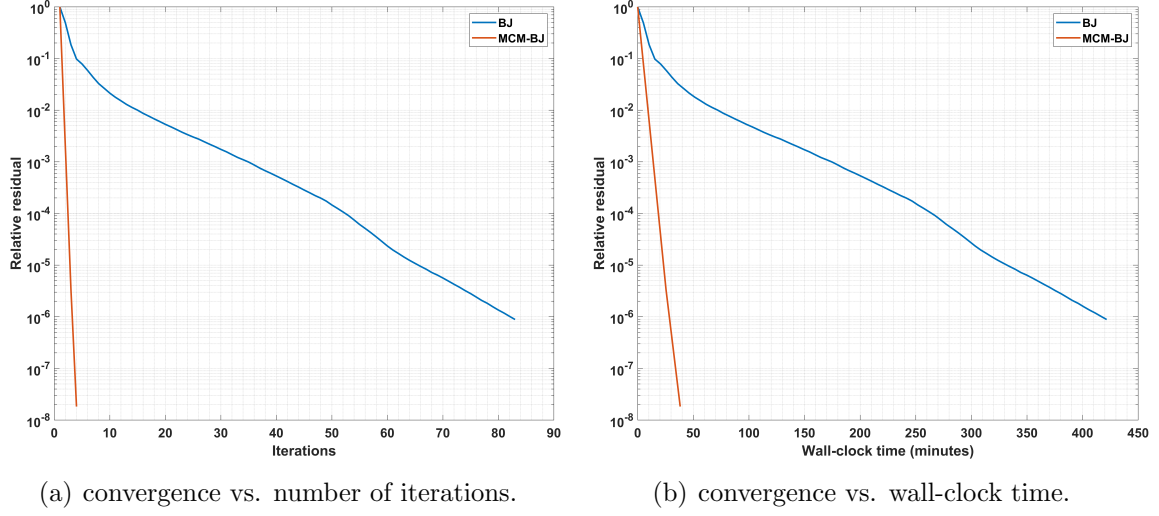 10^0
10^-1
10^-2
10^-3
10^-4
10^-5
10^-6
10^-7
10^-8
Relative residual
BJ
MCM-BJ
0 10 20 30 40 50 60 70 80 90
Iterations
(a) convergence vs. number of iterations.
10^0
10^-1
10^-2
10^-3
10^-4
10^-5
10^-6
10^-7
10^-8
Relative residual
BJ
MCM-BJ
0 50 100 150 200 250 300 350 400 450
Wall-clock time (minutes)
(b) convergence vs. wall-clock time.